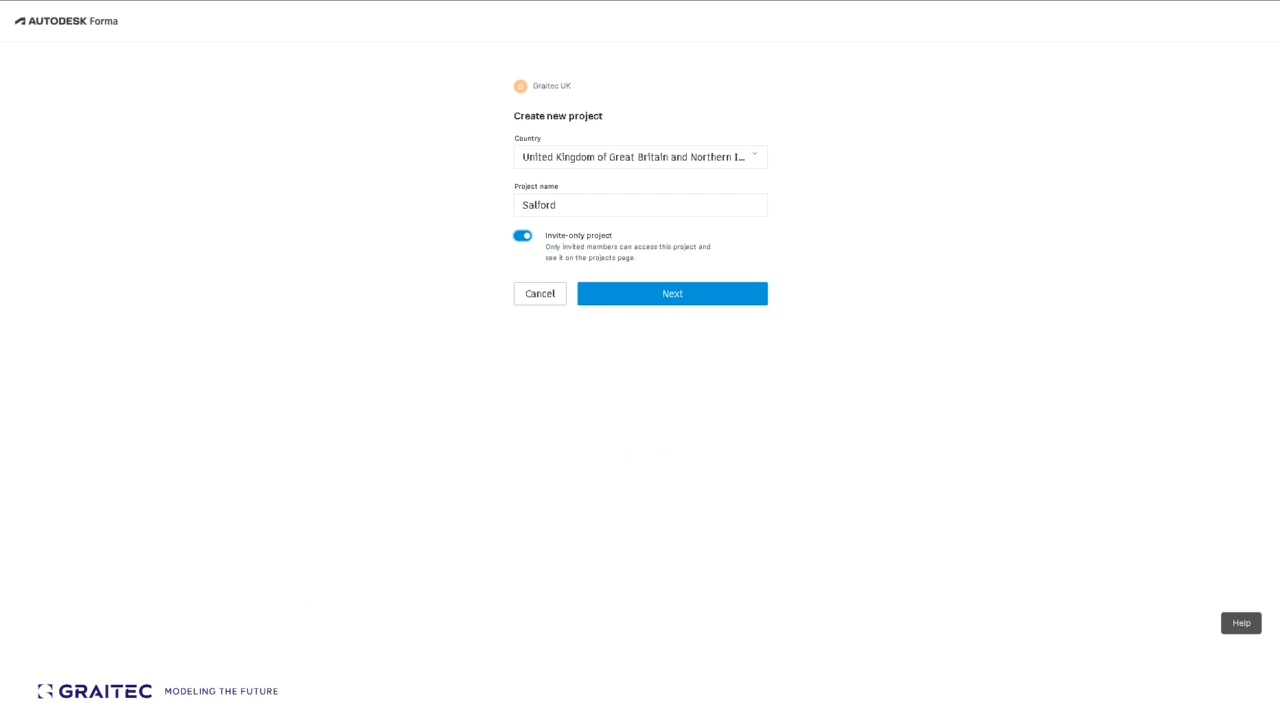 AUTODESK Forma
Graitec UK
Create new project
Country
United Kingdom of Great Britain and Northern I...
Project name
Salford
Invite-only project
Only invited members can access this project and
see it on the projects page.
Cancel
Next
Help
GRAITEC MODELING THE FUTURE